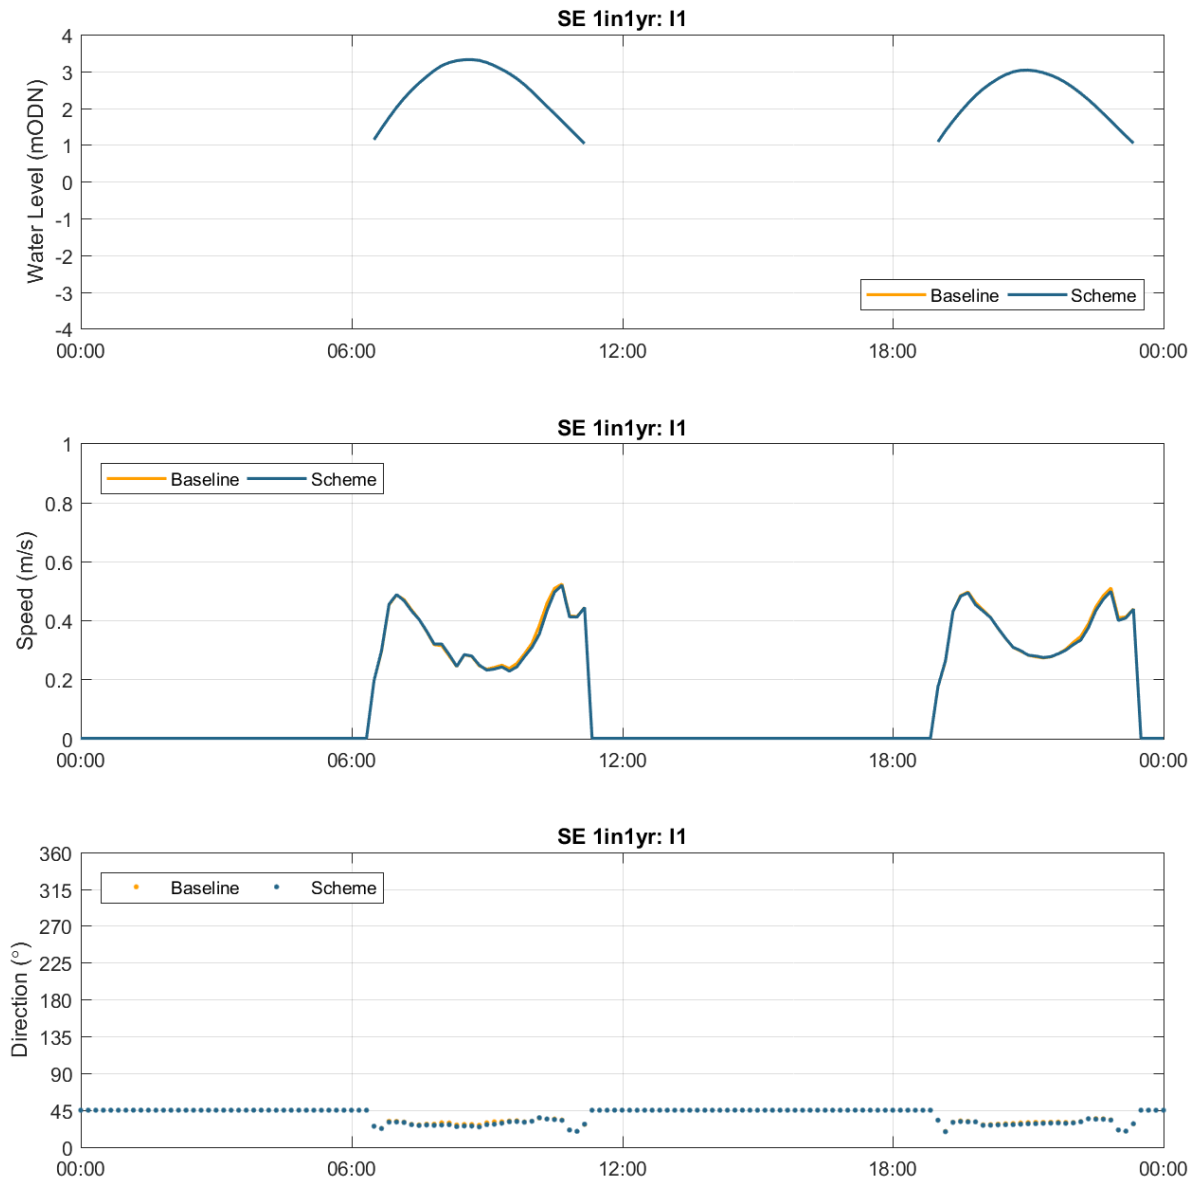 SE 1in1yr: I1
Water Level (mODN)
4
3
2
1
0
-1
-2
-3
-4
Baseline Scheme
00:00 06:00 12:00 18:00 00:00
SE 1in1yr: I1
Speed (m/s)
1
0.8
0.6
0.4
0.2
0
Baseline Scheme
00:00 06:00 12:00 18:00 00:00
SE 1in1yr: I1
Direction (°)
360
315
270
225
180
135
90
45
0
Baseline Scheme
00:00 06:00 12:00 18:00 00:00